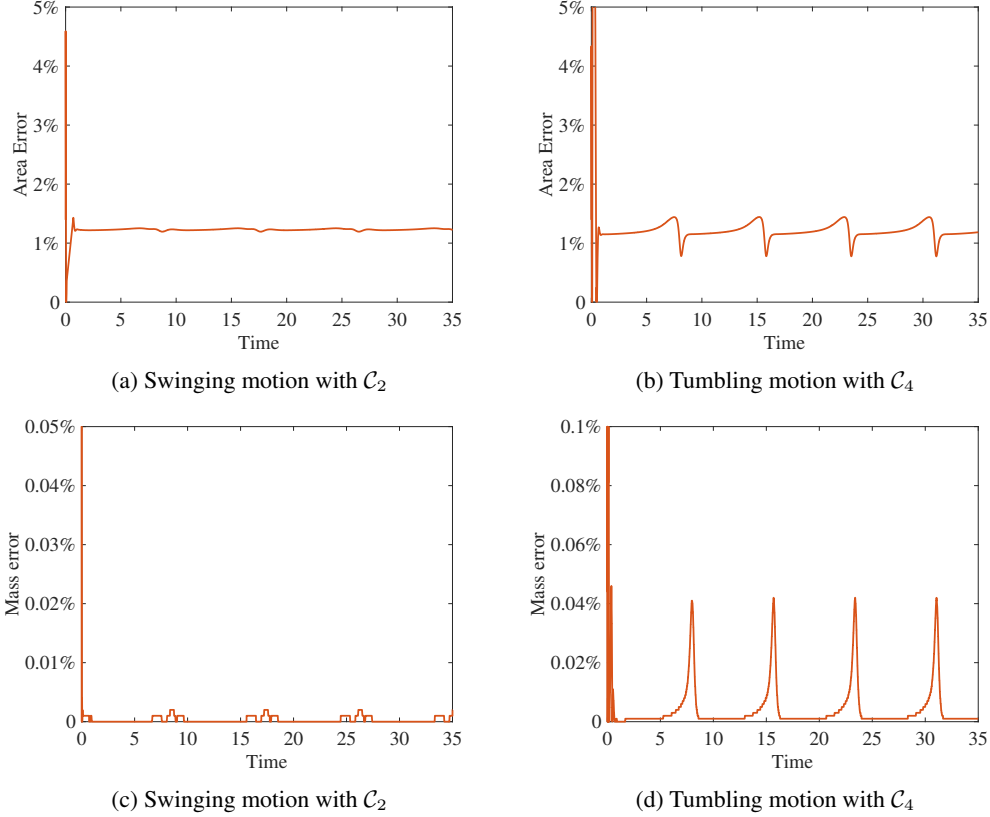 5%
4%
3%
2%
1%
0
Area Error
0 5 10 15 20 25 30 35
Time
(a) Swinging motion with 𝒞₂
5%
4%
3%
2%
1%
0
Area Error
0 5 10 15 20 25 30 35
Time
(b) Tumbling motion with 𝒞₄
0.05%
0.04%
0.03%
0.02%
0.01%
0
Mass error
0 5 10 15 20 25 30 35
Time
(c) Swinging motion with 𝒞₂
0.1%
0.08%
0.06%
0.04%
0.02%
0
Mass error
0 5 10 15 20 25 30 35
Time
(d) Tumbling motion with 𝒞₄